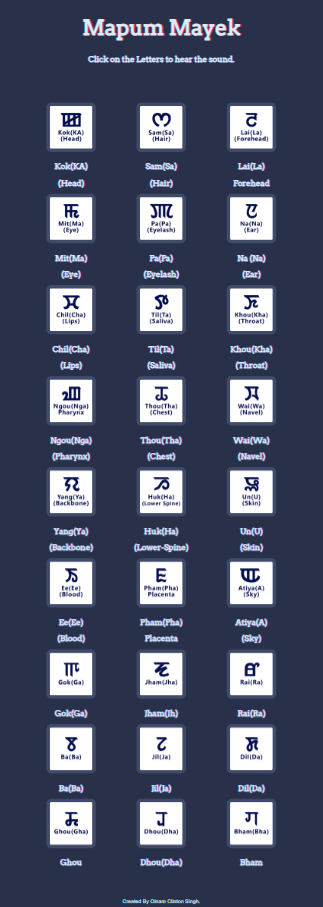 Mapum Mayek
Click on the Letters to hear the sound.
ꯀ ꯁ ꯂ
Kok(KA) Sam(Sa) Lai(La)
(Head) (Hair) (Forehead)
Kok(KA) Sam(Sa) Lai(La)
(Head) (Hair) Forehead
ꯃ ꯄ ꯅ
Mit(Ma) Pa(Pa) Na(Na)
(Eye) (Eyelash) (Ear)
Mit(Ma) Pa(Pa) Na (Na)
(Eye) (Eyelash) (Ear)
ꯆ ꯇ ꯈ
Chil(Cha) Til(Ta) Khou(Kha)
(Lips) (Saliva) (Throat)
Chil(Cha) Til(Ta) Khou(Kha)
(Lips) (Saliva) (Throat)
ꯉ ꯊ ꯋ
Ngou(Nga) Thou(Tha) Wai(Wa)
Pharynx (Chest) (Navel)
Ngou(Nga) Thou(Tha) Wai(Wa)
(Pharynx) (Chest) (Navel)
ꯌ ꯍ ꯎ
Yang(Ya) Huk(Ha) Un(U)
(Backbone) (Lower Spine) (Skin)
Yang(Ya) Huk(Ha) Un(U)
(Backbone) (Lower-Spine) (Skin)
ꯏ ꯐ ꯑ
Ee(Ee) Pham(Pha) Atiya(A)
(Blood) Placenta (Sky)
Ee(Ee) Pham(Pha) Atiya(A)
(Blood) Placenta (Sky)
ꯒ ꯓ ꯔ
Gok(Ga) Jham(Jha) Rai(Ra)
Gok(Ga) Jham(Jh) Rai(Ra)
ꯕ ꯖ ꯗ
Ba(Ba) Jil(Ja) Dil(Da)
Ba(Ba) Jil(Ja) Dil(Da)
ꯘ ꯙ ꯚ
Ghou(Gha) Dhou(Dha) Bham(Bha)
Ghou Dhou(Dha) Bham
Created By Oinam Clinton Singh.